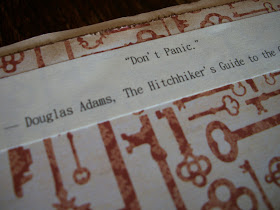 "Don't Panic."
— Douglas Adams, The Hitchhiker's Guide to the